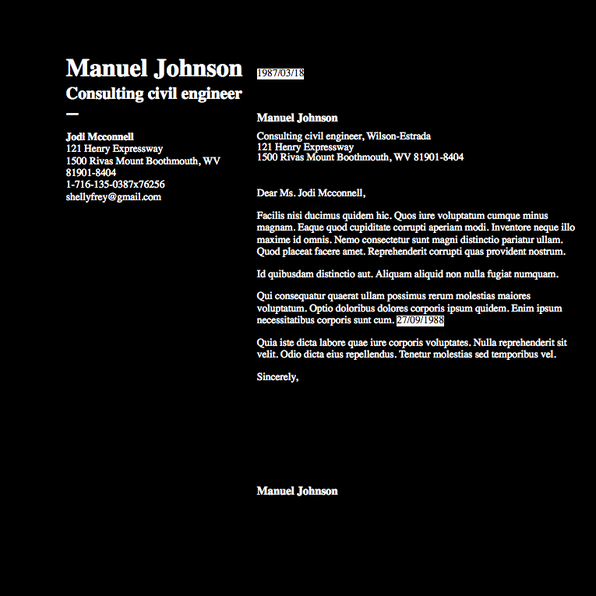 Manuel Johnson
Consulting civil engineer
—
Jodi Mcconnell
121 Henry Expressway
1500 Rivas Mount Boothmouth, WV
81901-8404
1-716-135-0387x76256
shellyfrey@gmail.com
1987/03/18
Manuel Johnson
Consulting civil engineer, Wilson-Estrada
121 Henry Expressway
1500 Rivas Mount Boothmouth, WV 81901-8404
Dear Ms. Jodi Mcconnell,
Facilis nisi ducimus quidem hic. Quos iure voluptatum cumque minus
magnam. Eaque quod cupiditate corrupti aperiam modi. Inventore neque illo
maxime id omnis. Nemo consectetur sunt magni distinctio pariatur ullam.
Quod placeat facere amet. Reprehenderit corrupti quas provident nostrum.
Id quibusdam distinctio aut. Aliquam aliquid non nulla fugiat numquam.
Qui consequatur quaerat ullam possimus rerum molestias maiores
voluptatum. Optio doloribus dolores corporis ipsum quidem. Enim ipsum
necessitatibus corporis sunt cum. 27/09/1988
Quia iste dicta labore quae iure corporis voluptates. Nulla reprehenderit sit
velit. Odio dicta eius repellendus. Tenetur molestias sed temporibus vel.
Sincerely,
Manuel Johnson